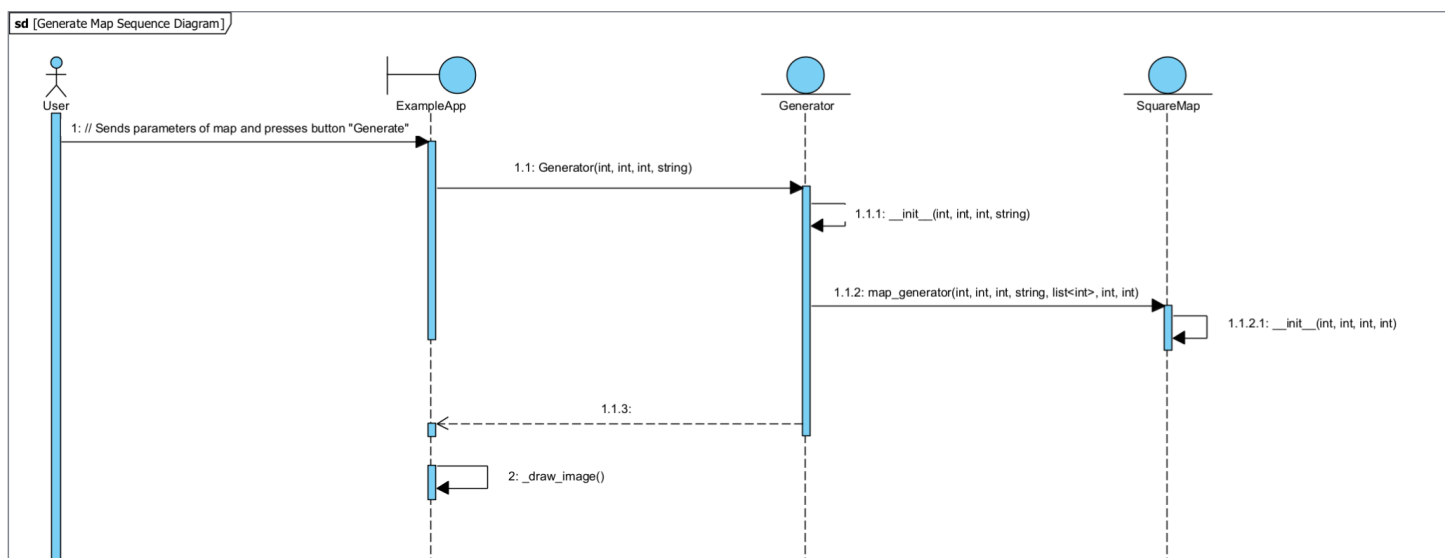 sd [Generate Map Sequence Diagram]
User
ExampleApp
Generator
SquareMap
1: // Sends parameters of map and presses button "Generate"
1.1: Generator(int, int, int, string)
1.1.1: __init__(int, int, int, string)
1.1.2: map_generator(int, int, int, string, list<int>, int, int)
1.1.2.1: __init__(int, int, int, int)
1.1.3:
2: _draw_image()